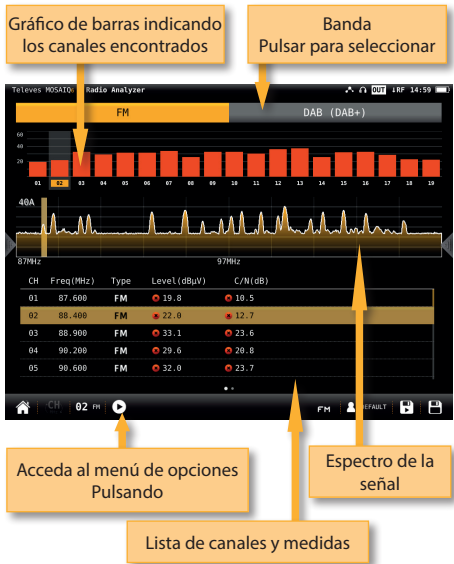 Gráfico de barras indicando
los canales encontrados
Banda
Pulsar para seleccionar
Televes MOSAIQ Radio Analyzer
OUT RF 14:59
FM
DAB (DAB+)
60
40
20
01 02 03 04 05 06 07 08 09 10 11 12 13 14 15 16 17 18 19
40A
87MHz 97MHz
CH Freq(MHz) Type Level(dBµV) C/N(dB)
01 87.600 FM 19.8 10.5
02 88.400 FM 22.0 12.7
03 88.900 FM 33.1 23.6
04 90.200 FM 29.6 20.8
05 90.600 FM 32.0 23.7
CH 02 FM FM DEFAULT
Acceda al menú de opciones
Pulsando
Espectro de la
señal
Lista de canales y medidas